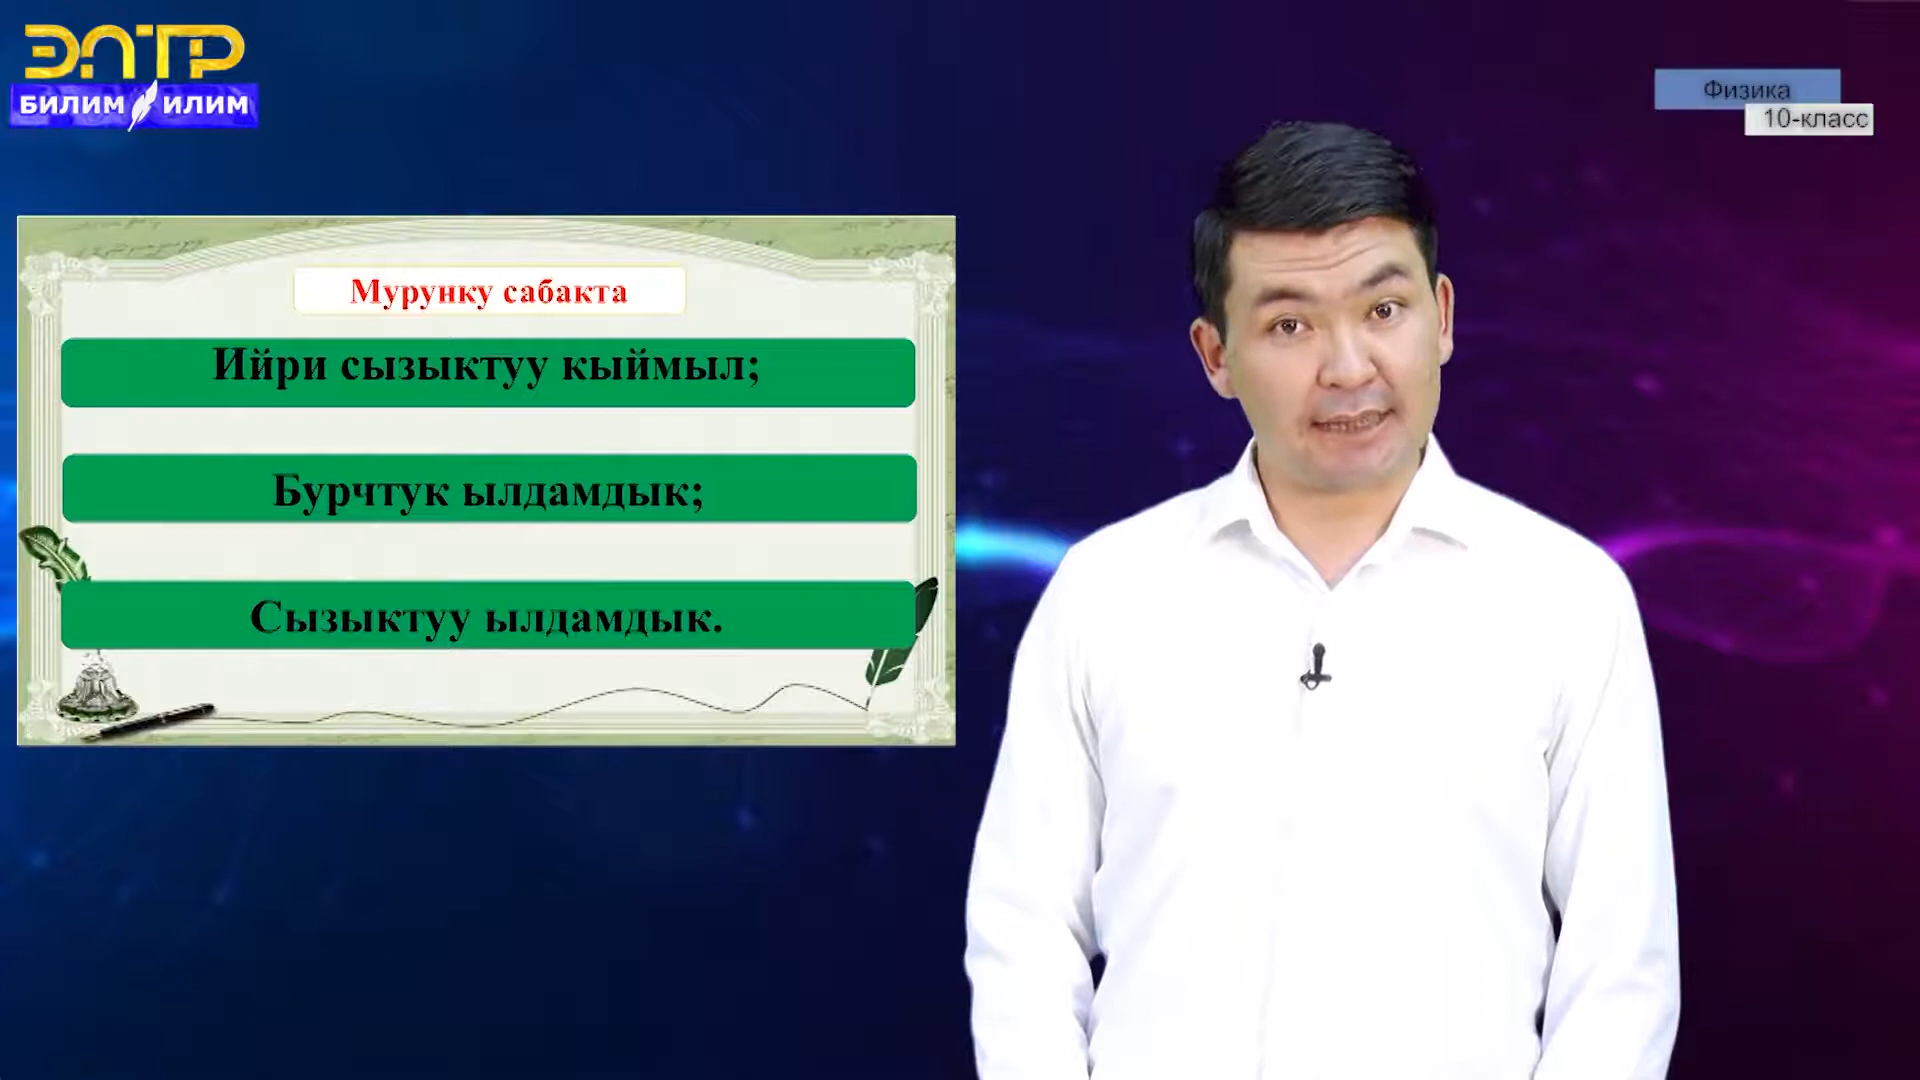 ЭЛТР
БИЛИМ ИЛИМ
Физика
10-класс
Мурунку сабакта
Ийри сызыктуу кыймыл;
Бурчтук ылдамдык;
Сызыктуу ылдамдык.